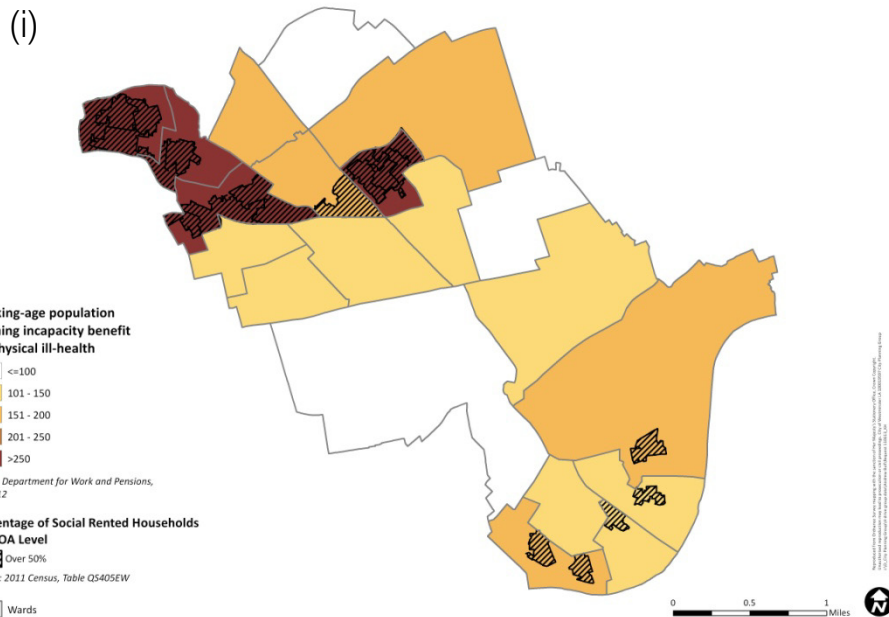 (i)
king-age population
ning incapacity benefit
hysical ill-health
<=100
101 - 150
151 - 200
201 - 250
>250
Department for Work and Pensions,
12
entage of Social Rented Households
OA Level
Over 50%
: 2011 Census, Table QS405EW
Wards
0 0.5 1
Miles
N